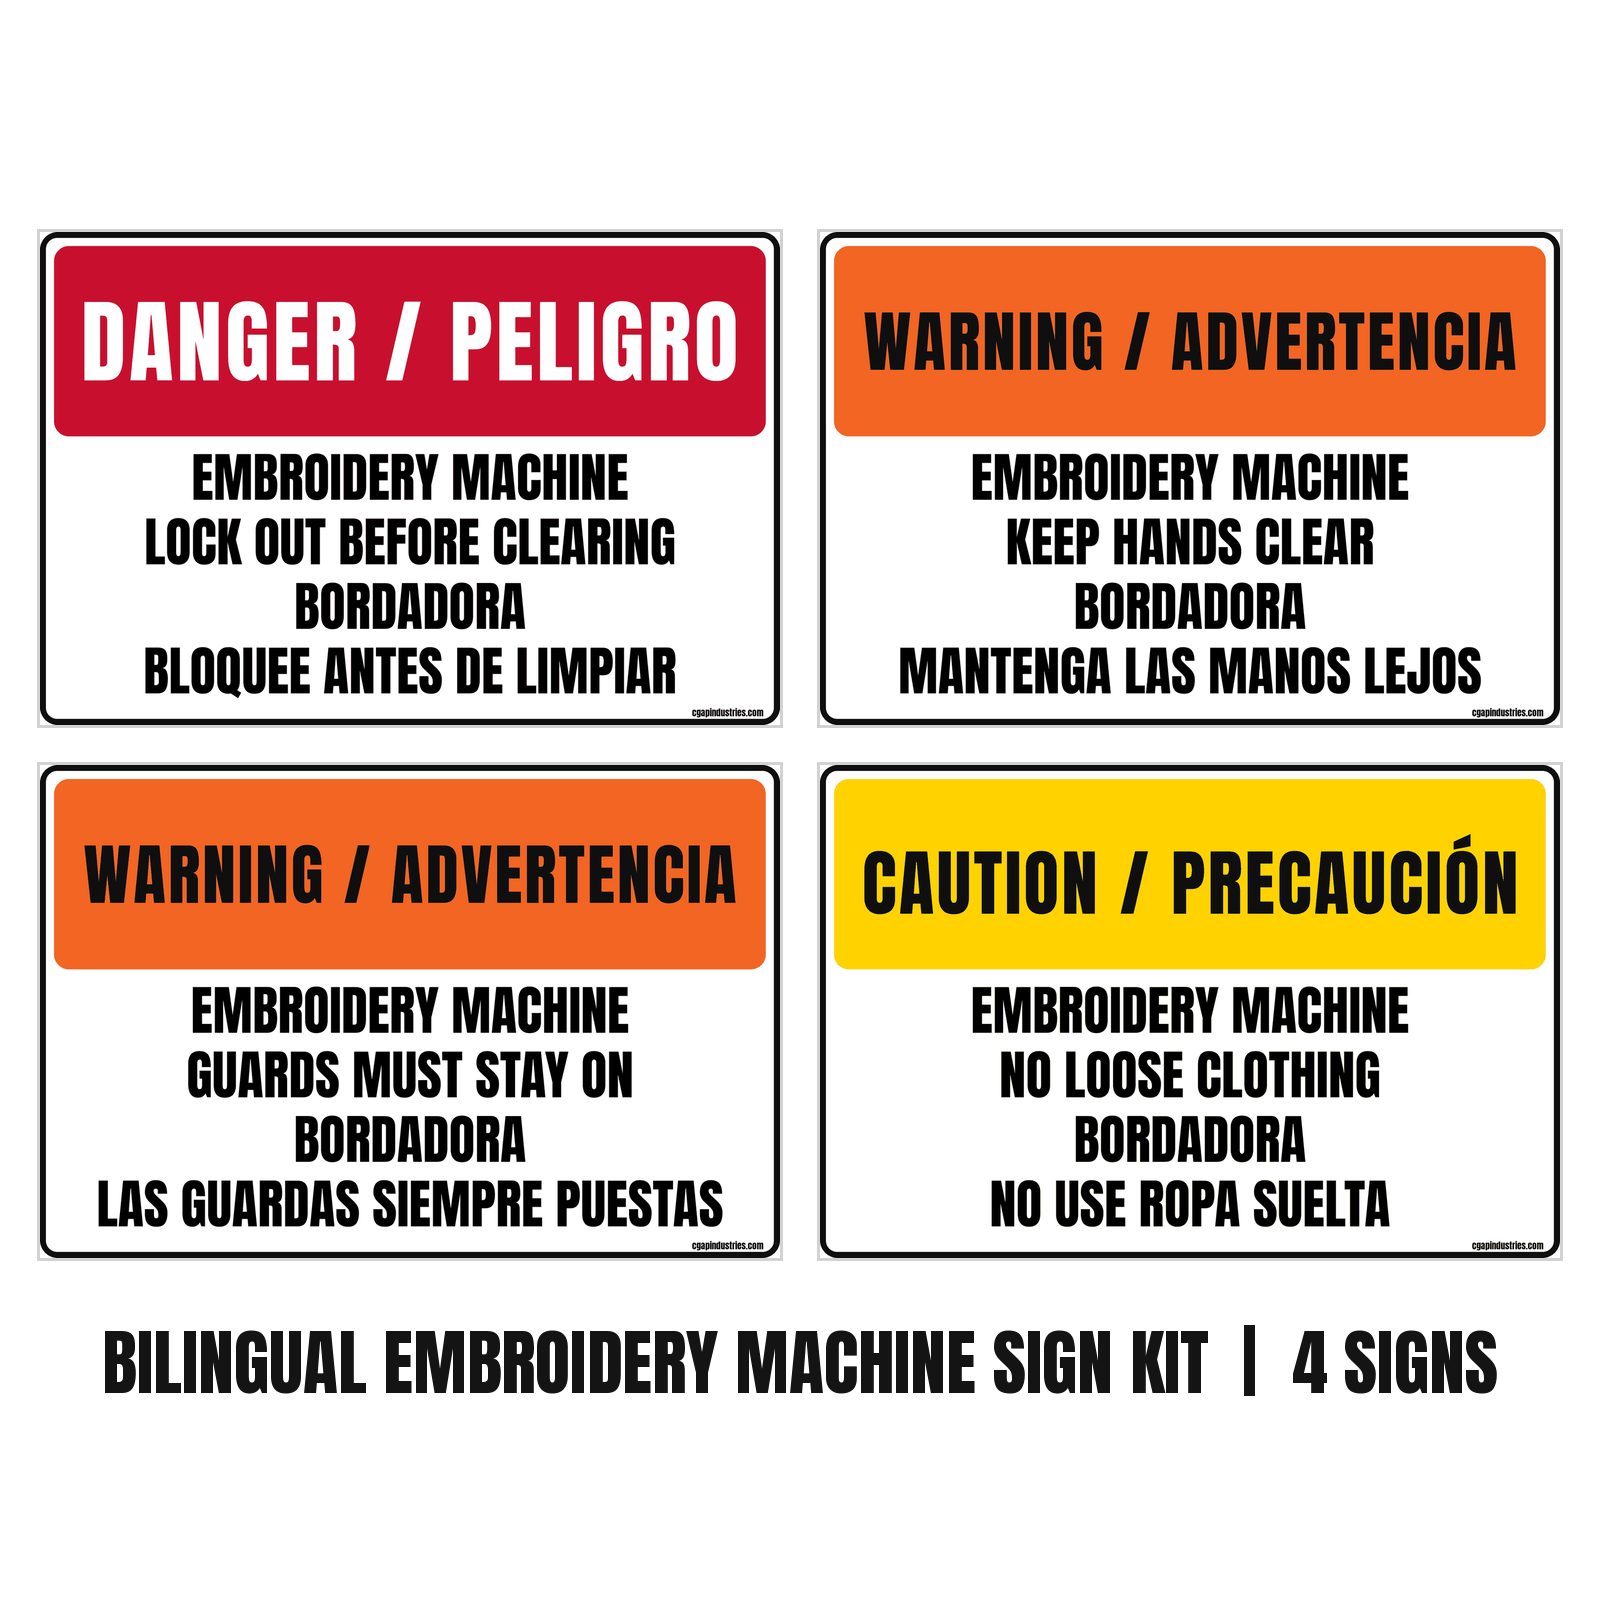 DANGER / PELIGRO
EMBROIDERY MACHINE
LOCK OUT BEFORE CLEARING
BORDADORA
BLOQUEE ANTES DE LIMPIAR
cgapindustries.com
WARNING / ADVERTENCIA
EMBROIDERY MACHINE
KEEP HANDS CLEAR
BORDADORA
MANTENGA LAS MANOS LEJOS
cgapindustries.com
WARNING / ADVERTENCIA
EMBROIDERY MACHINE
GUARDS MUST STAY ON
BORDADORA
LAS GUARDAS SIEMPRE PUESTAS
cgapindustries.com
CAUTION / PRECAUCIÓN
EMBROIDERY MACHINE
NO LOOSE CLOTHING
BORDADORA
NO USE ROPA SUELTA
cgapindustries.com
BILINGUAL EMBROIDERY MACHINE SIGN KIT | 4 SIGNS